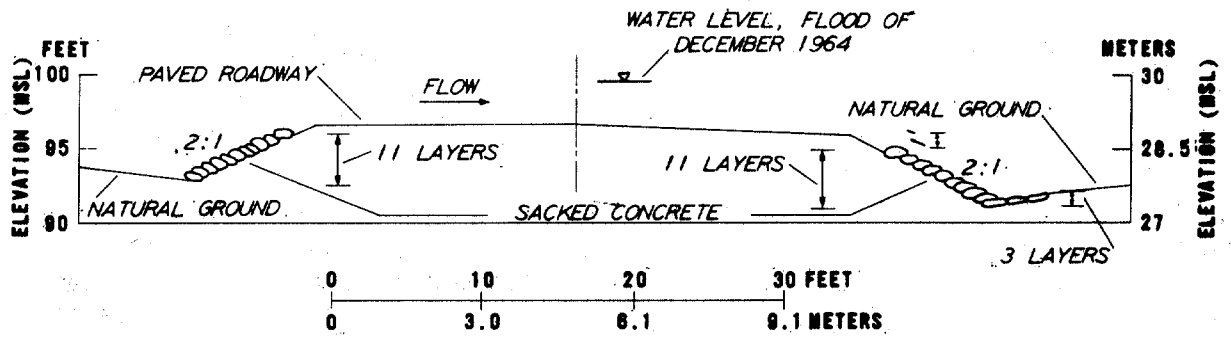 WATER LEVEL, FLOOD OF
DECEMBER 1964
FEET
METERS
ELEVATION (MSL)
100
95
90
PAVED ROADWAY
FLOW
30
28.5
27
ELEVATION (MSL)
NATURAL GROUND
2:1
11 LAYERS
11 LAYERS
2:1
NATURAL GROUND
SACKED CONCRETE
3 LAYERS
0 10 20 30 FEET
0 3.0 6.1 9.1 METERS